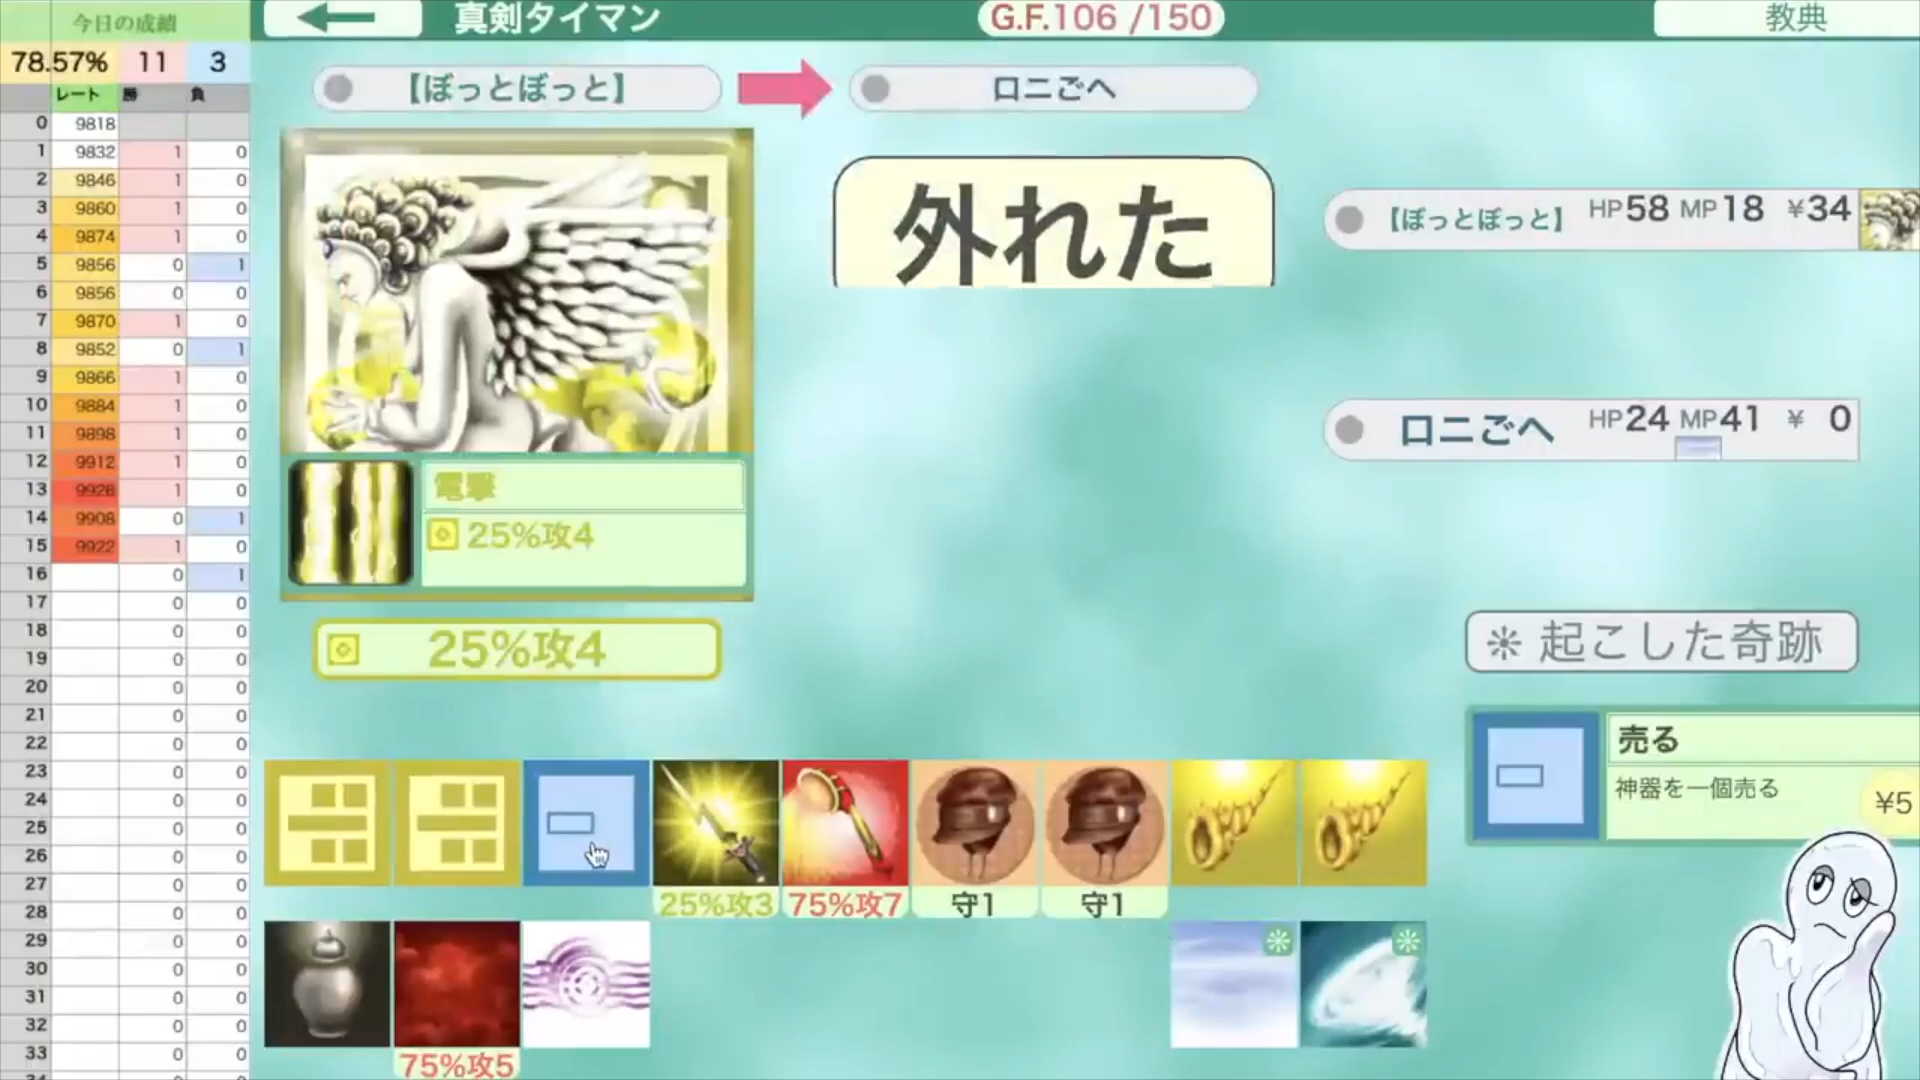 今日の成績
78.57% 11 3
レート 勝 負
0 9818
1 9832 1 0
2 9846 1 0
3 9860 1 0
4 9874 1 0
5 9856 0 1
6 9856 0 0
7 9870 1 0
8 9852 0 1
9 9866 1 0
10 9884 1 0
11 9898 1 0
12 9912 1 0
13 9926 1 0
14 9908 0 1
15 9922 1 0
16 0 1
17 0 0
18 0 0
19 0 0
20 0 0
21 0 0
22 0 0
23 0 0
24 0 0
25 0 0
26 0 0
27 0 0
28 0 0
29 0 0
30 0 0
31 0 0
32 0 0
33 0 0
真剣タイマン
G.F.106 /150
教典
【ぼっとぼっと】
ロニごへ
外れた
電撃
25%攻4
25%攻4
【ぼっとぼっと】 HP58 MP18 ¥34
ロニごへ HP24 MP41 ¥0
起こした奇跡
売る
神器を一個売る
¥5
25%攻3 75%攻7 守1 守1
75%攻5